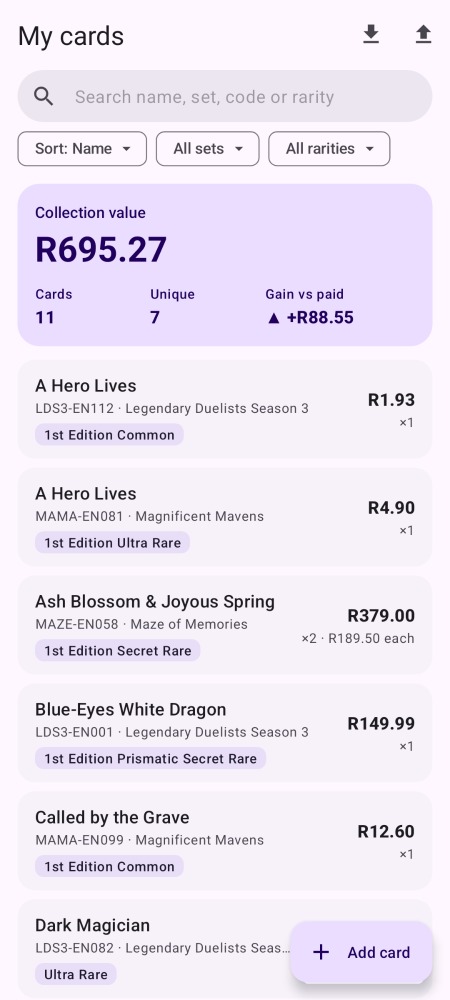 My cards
Search name, set, code or rarity
Sort: Name
All sets
All rarities
Collection value
R695.27
Cards
Unique
Gain vs paid
11
7
▲ +R88.55
A Hero Lives
LDS3-EN112 · Legendary Duelists Season 3
1st Edition Common
R1.93
×1
A Hero Lives
MAMA-EN081 · Magnificent Mavens
1st Edition Ultra Rare
R4.90
×1
Ash Blossom & Joyous Spring
MAZE-EN058 · Maze of Memories
1st Edition Secret Rare
R379.00
×2 · R189.50 each
Blue-Eyes White Dragon
LDS3-EN001 · Legendary Duelists Season 3
1st Edition Prismatic Secret Rare
R149.99
×1
Called by the Grave
MAMA-EN099 · Magnificent Mavens
1st Edition Common
R12.60
×1
Dark Magician
LDS3-EN082 · Legendary Duelists Seas…
Ultra Rare
Add card